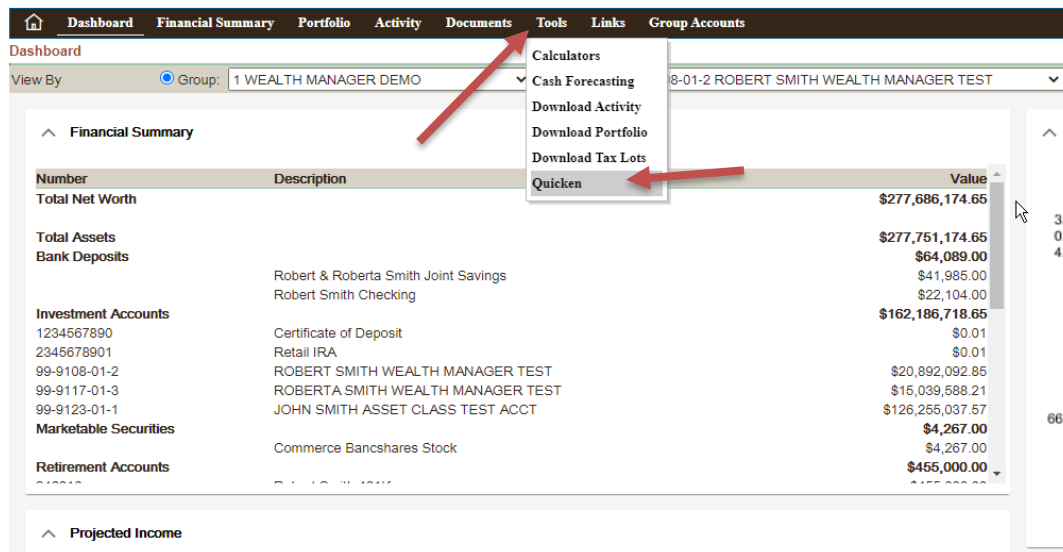 Dashboard Financial Summary Portfolio Activity Documents Tools Links Group Accounts
Dashboard
View By Group: 1 WEALTH MANAGER DEMO 8-01-2 ROBERT SMITH WEALTH MANAGER TEST
Calculators
Cash Forecasting
Download Activity
Download Portfolio
Download Tax Lots
Quicken
Financial Summary
Number Description Value
Total Net Worth $277,686,174.65
Total Assets $277,751,174.65
Bank Deposits $64,089.00
Robert & Roberta Smith Joint Savings $41,985.00
Robert Smith Checking $22,104.00
Investment Accounts $162,186,718.65
1234567890 Certificate of Deposit $0.01
2345678901 Retail IRA $0.01
99-9108-01-2 ROBERT SMITH WEALTH MANAGER TEST $20,892,092.85
99-9117-01-3 ROBERTA SMITH WEALTH MANAGER TEST $15,039,588.21
99-9123-01-1 JOHN SMITH ASSET CLASS TEST ACCT $126,255,037.57
Marketable Securities $4,267.00
Commerce Bancshares Stock $4,267.00
Retirement Accounts $455,000.00
3.
0
4.
66
Projected Income